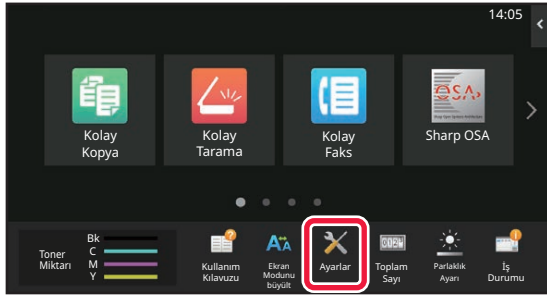 14:05
Kolay
Kopya
Kolay
Tarama
Kolay
Faks
Sharp OSA
Toner
Miktarı
Bk
C
M
Y
Kullanım
Kılavuzu
Ekran
Modunu
büyült
Ayarlar
Toplam
Sayı
Parlaklık
Ayarı
İş
Durumu